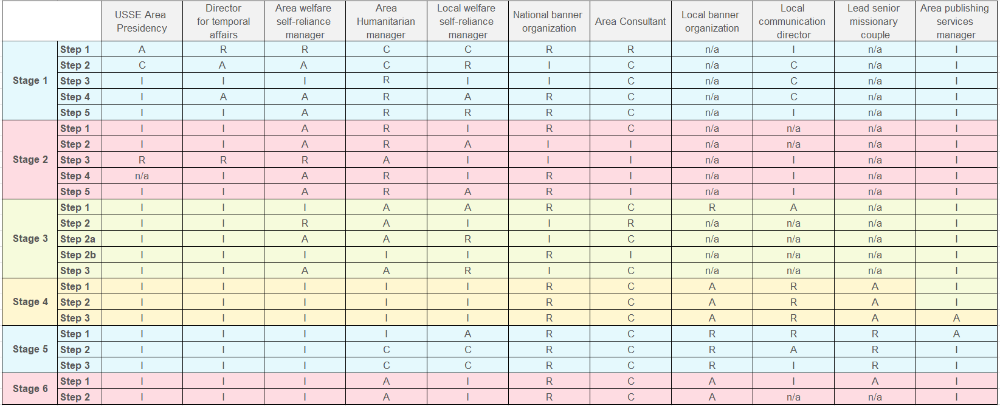 USSE Area Presidency | Director for temporal affairs | Area welfare self-reliance manager | Area Humanitarian manager | Local welfare self-reliance manager | National banner organization | Area Consultant | Local banner organization | Local communication director | Lead senior missionary couple | Area publishing services manager
Stage 1
Step 1 A R R C C R R n/a I n/a I
Step 2 C A A C R I C n/a C n/a I
Step 3 I I I R I I C n/a C n/a I
Step 4 I A A R A R C n/a C n/a I
Step 5 I I A R R R C n/a I n/a I
Stage 2
Step 1 I I A R I R C n/a n/a n/a I
Step 2 I I A R A I I n/a n/a n/a I
Step 3 R R R A I I I n/a I n/a I
Step 4 n/a I A R I R I n/a I n/a I
Step 5 I I A R A R I n/a I n/a I
Stage 3
Step 1 I I I A A R C R A n/a I
Step 2 I I R A I I R n/a n/a n/a I
Step 2a I I A A R I C n/a n/a n/a I
Step 2b I I I I I R I n/a n/a n/a I
Step 3 I I A A R I C n/a n/a n/a I
Stage 4
Step 1 I I I I I R C A R A I
Step 2 I I I I I R C A R A I
Step 3 I I I I I R C A R A A
Stage 5
Step 1 I I I I A R C R R R A
Step 2 I I I C C R C R A R I
Step 3 I I I C C R C R I R I
Stage 6
Step 1 I I I A I R C A I A I
Step 2 I I I A I R C A n/a n/a I